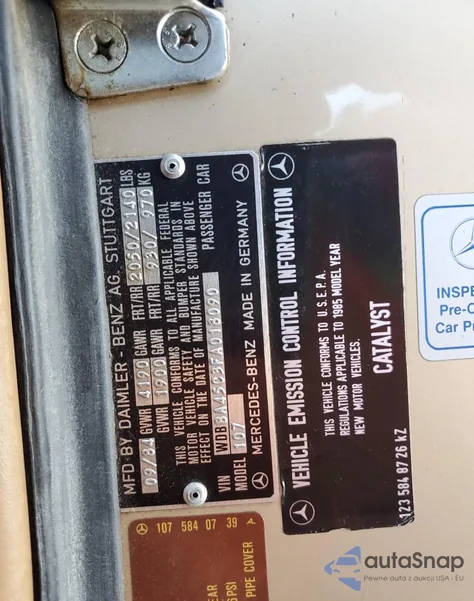 MFD BY DAIMLER - BENZ AG. STUTTGART
09/84 GVWR 4190 GAWR FRT/RR 2050/2140 LBS
GVWR 1900 GAWR FRT/RR 930/ 970 KG
THIS VEHICLE CONFORMS TO ALL APPLICABLE FEDERAL
MOTOR VEHICLE SAFETY AND BUMPER STANDARDS IN
EFFECT ON THE DATE OF MANUFACTURE SHOWN ABOVE
PASSENGER CAR
VIN WDBBA45C37A018090
MODEL 107
MERCEDES-BENZ MADE IN GERMANY
VEHICLE EMISSION CONTROL INFORMATION
THIS VEHICLE CONFORMS TO U.S.E.P.A.
REGULATIONS APPLICABLE TO 1985 MODEL YEAR
NEW MOTOR VEHICLES.
CATALYST
123 584 87 26 kZ
107 584 07 39 A
EAR
PSI
PIPE COVER
INSPE
Pre-O
Car Pu
autaSnap
Pewne auta z aukcji USA - EU